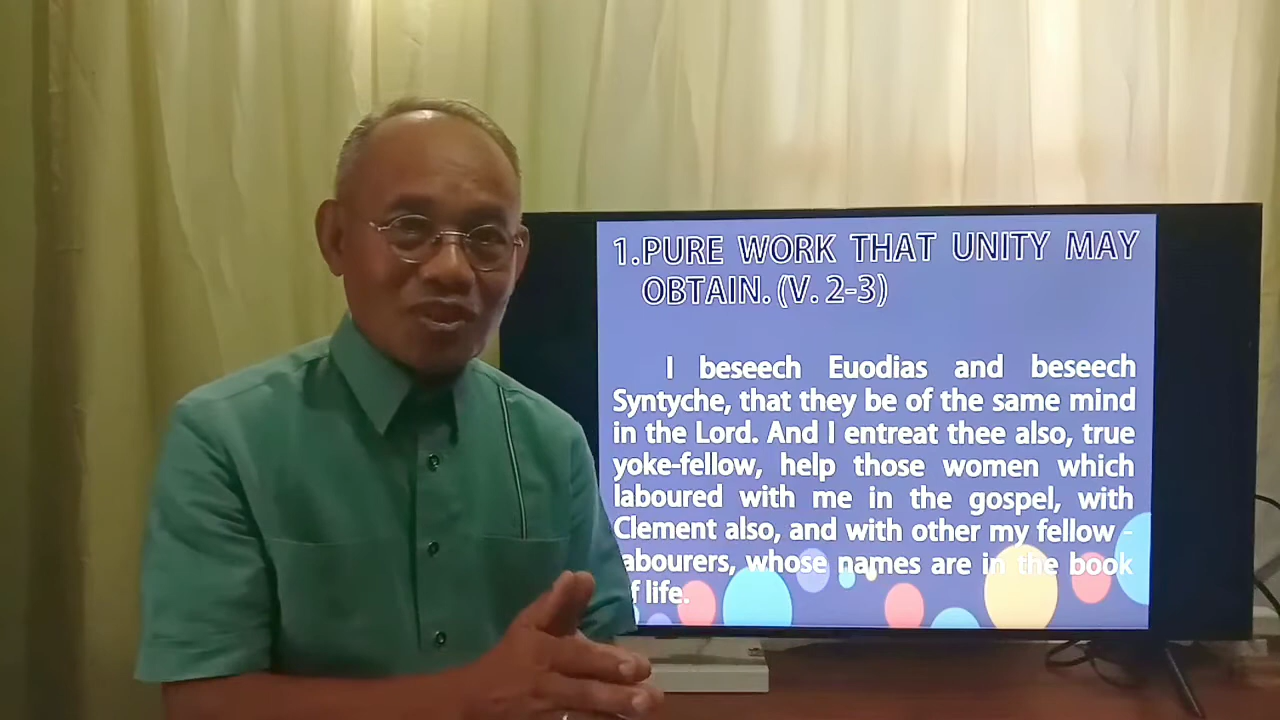 1.PURE WORK THAT UNITY MAY
OBTAIN. (V. 2-3)
I beseech Euodias and beseech
Syntyche, that they be of the same mind
in the Lord. And I entreat thee also, true
yoke-fellow, help those women which
laboured with me in the gospel, with
Clement also, and with other my fellow -
abourers, whose names are in the book
f life.